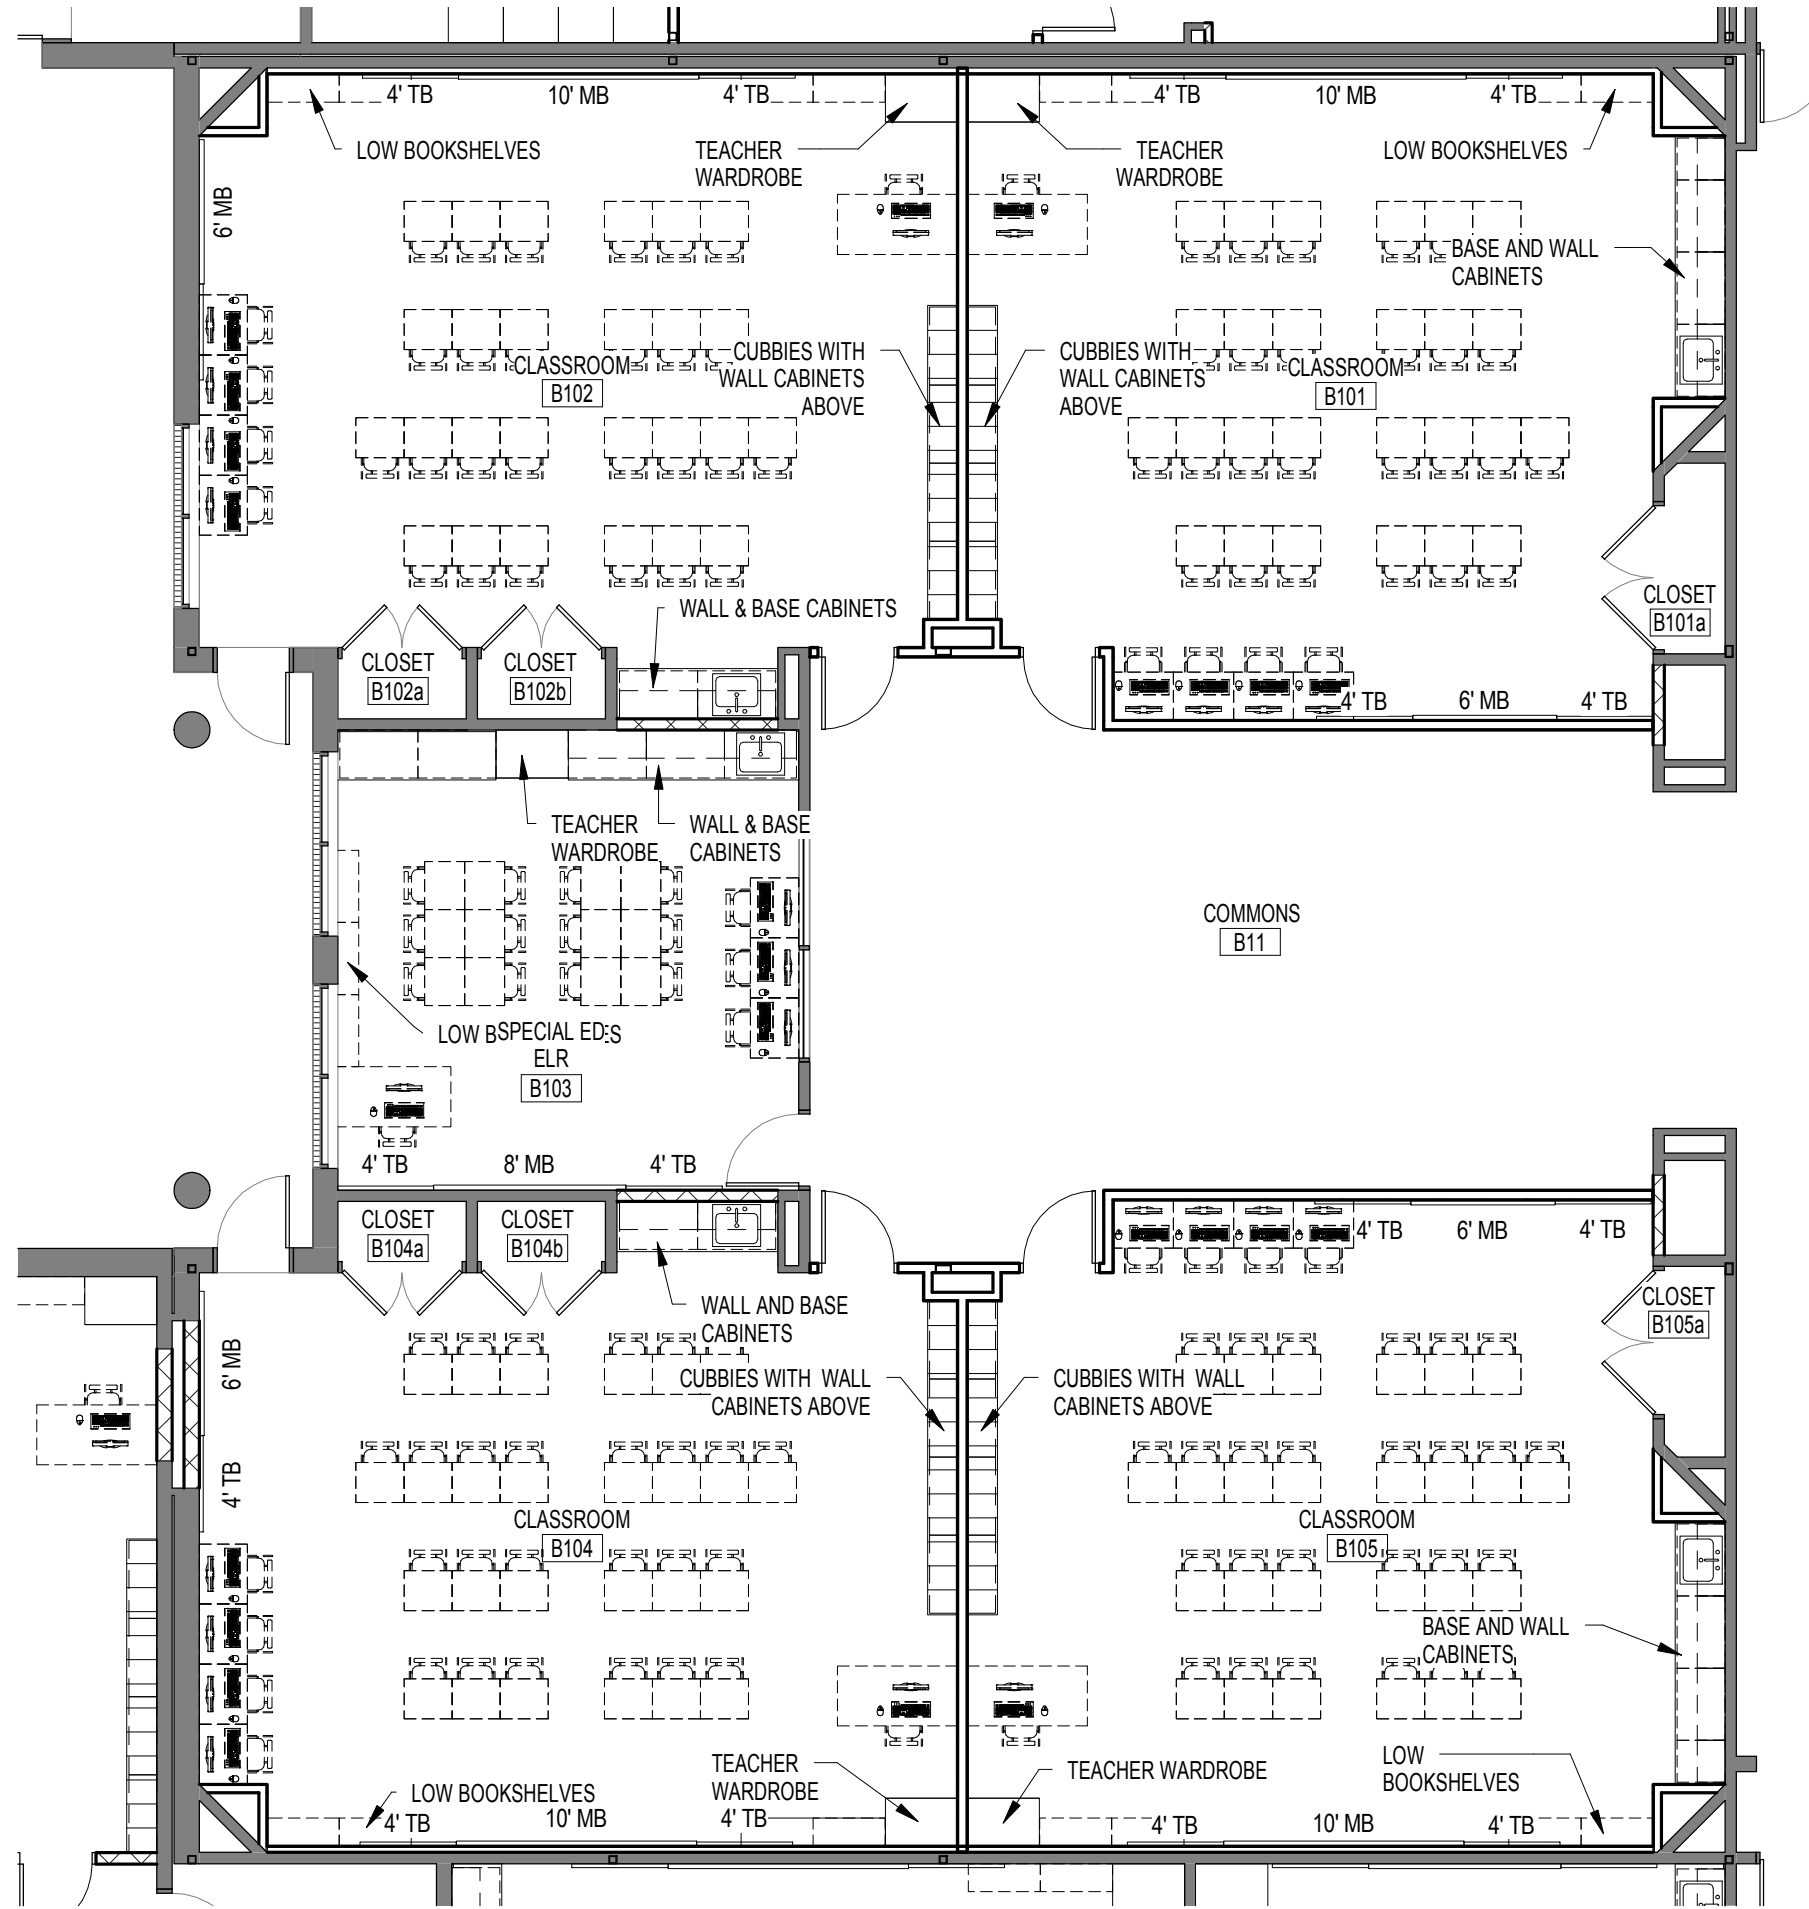 4' TB
10' MB
4' TB
4' TB
10' MB
4' TB
LOW BOOKSHELVES
TEACHER
WARDROBE
TEACHER
WARDROBE
LOW BOOKSHELVES
6' MB
BASE AND WALL
CABINETS
CLASSROOM
B102
CUBBIES WITH
WALL CABINETS
ABOVE
CUBBIES WITH
WALL CABINETS
ABOVE
CLASSROOM
B101
WALL & BASE CABINETS
CLOSET
B101a
CLOSET
B102a
CLOSET
B102b
4' TB
6' MB
4' TB
TEACHER
WARDROBE
WALL & BASE
CABINETS
COMMONS
B11
LOW B
SPECIAL ED
ELR
B103
4' TB
8' MB
4' TB
CLOSET
B104a
CLOSET
B104b
4' TB
6' MB
4' TB
WALL AND BASE
CABINETS
CLOSET
B105a
6' MB
4' TB
CUBBIES WITH WALL
CABINETS ABOVE
CUBBIES WITH WALL
CABINETS ABOVE
CLASSROOM
B104
CLASSROOM
B105
BASE AND WALL
CABINETS
TEACHER
WARDROBE
TEACHER WARDROBE
LOW
BOOKSHELVES
LOW BOOKSHELVES
4' TB
10' MB
4' TB
4' TB
10' MB
4' TB